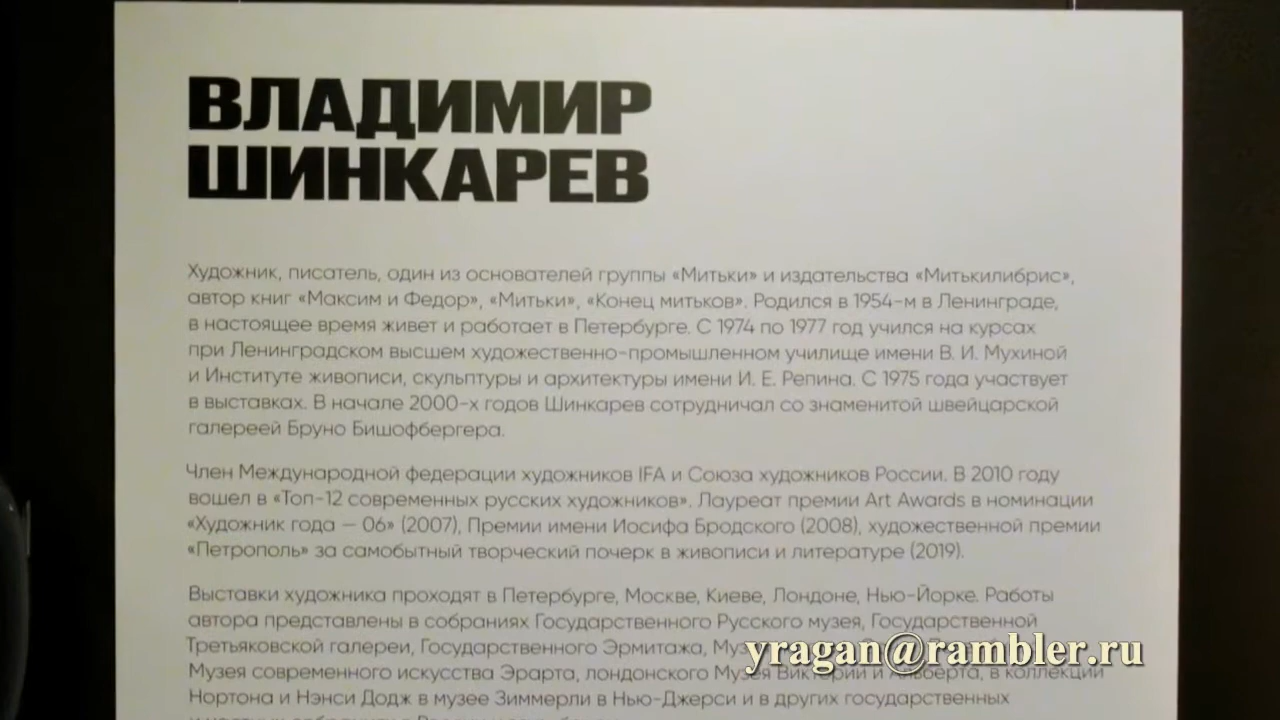 ВЛАДИМИР
ШИНКАРЕВ
Художник, писатель, один из основателей группы «Митьки» и издательства «Митькилибрис»,
автор книг «Максим и Федор», «Митьки», «Конец митьков». Родился в 1954-м в Ленинграде,
в настоящее время живет и работает в Петербурге. С 1974 по 1977 год учился на курсах
при Ленинградском высшем художественно-промышленном училище имени В. И. Мухиной
и Институте живописи, скульптуры и архитектуры имени И. Е. Репина. С 1975 года участвует
в выставках. В начале 2000-х годов Шинкарев сотрудничал со знаменитой швейцарской
галереей Бруно Бишофбергера.
Член Международной федерации художников IFA и Союза художников России. В 2010 году
вошел в «Топ-12 современных русских художников». Лауреат премии Art Awards в номинации
«Художник года — 06» (2007), Премии имени Иосифа Бродского (2008), художественной премии
«Петрополь» за самобытный творческий почерк в живописи и литературе (2019).
Выставки художника проходят в Петербурге, Москве, Киеве, Лондоне, Нью-Йорке. Работы
автора представлены в собраниях Государственного Русского музея, Государственной
Третьяковской галереи, Государственного Эрмитажа,
yragan@rambler.ru
Музея современного искусства Эрарта, лондонского Музея Виктории и Альберта, в коллекции
Нортона и Нэнси Додж в музее Зиммерли в Нью-Джерси и в других государственных